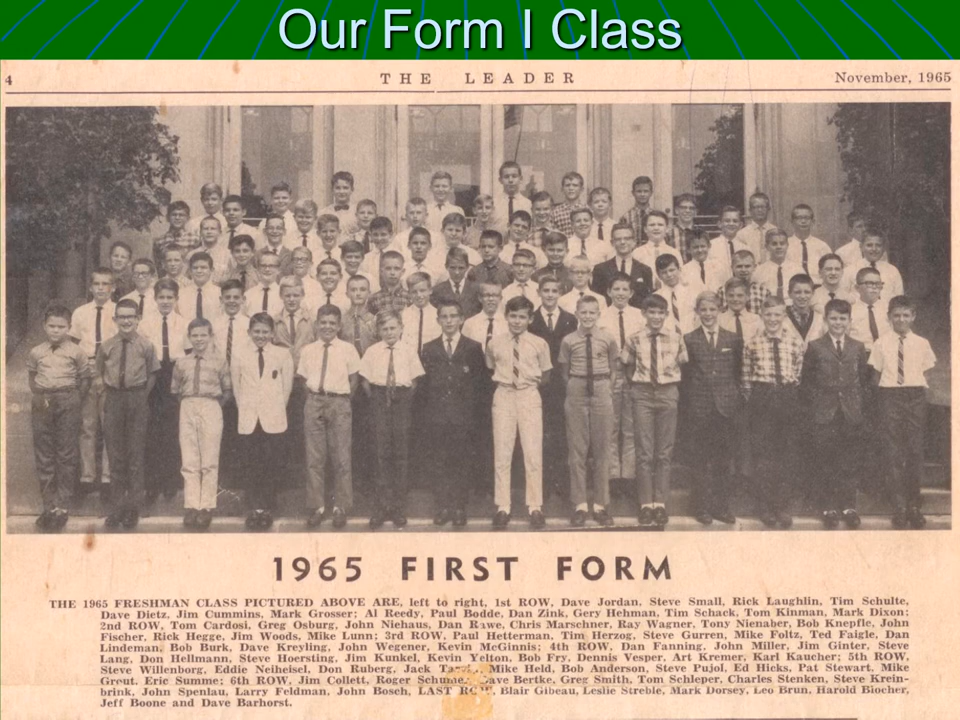 Our Form I Class
4 THE LEADER November, 1965
1965 FIRST FORM
THE 1965 FRESHMAN CLASS PICTURED ABOVE ARE, left to right, 1st ROW, Dave Jordan, Steve Small, Rick Laughlin, Tim Schulte,
Dave Dietz, Jim Cummins, Mark Grosser; Al Reedy, Paul Bodde, Dan Zink, Gery Hehman, Tim Schack, Tom Kinman, Mark Dixon;
2nd ROW, Tom Cardosi, Greg Osburg, John Niehaus, Dan Chris Marschner, Ray Wagner, Tony Nienaber, Bob Knepfle, John
Fischer, Rick Hegge, Jim Woods, Mike Lunn; 3rd ROW, Paul Hetterman, Tim Herzog, Steve Gurren, Mike Foltz, Ted Faigle, Dan
Lindeman, Bob Burk, Dave Kreyling, John Wegener, Kevin McGinnis; 4th ROW, Dan Fanning, John Miller, Jim Ginter, Steve
Lang, Don Hellmann, Steve Hoersting, Jim Kunkel, Kevin Yelton, Bob Fry, Dennis Vesper, Art Kremer, Karl Kaucher; 5th ROW,
Steve Willenborg, Eddie Neiheisel, Don Ruberg, Jack Mike Held, Bob Anderson, Steve Pujol, Ed Hicks, Pat Stewart, Mike
Grout, Eric Summe; 6th ROW, Jim Collett, Roger Dave Bertke, Greg Smith, Tom Schleper, Charles Stenken, Steve Krein-
brink, John Spenlau, Larry Feldman, John Bosch, LAST ROW, Blair Gibeau, Leslie Streble, Mark Dorsey, Leo Brun, Harold Blocher,
Jeff Boone and Dave Barhorst.